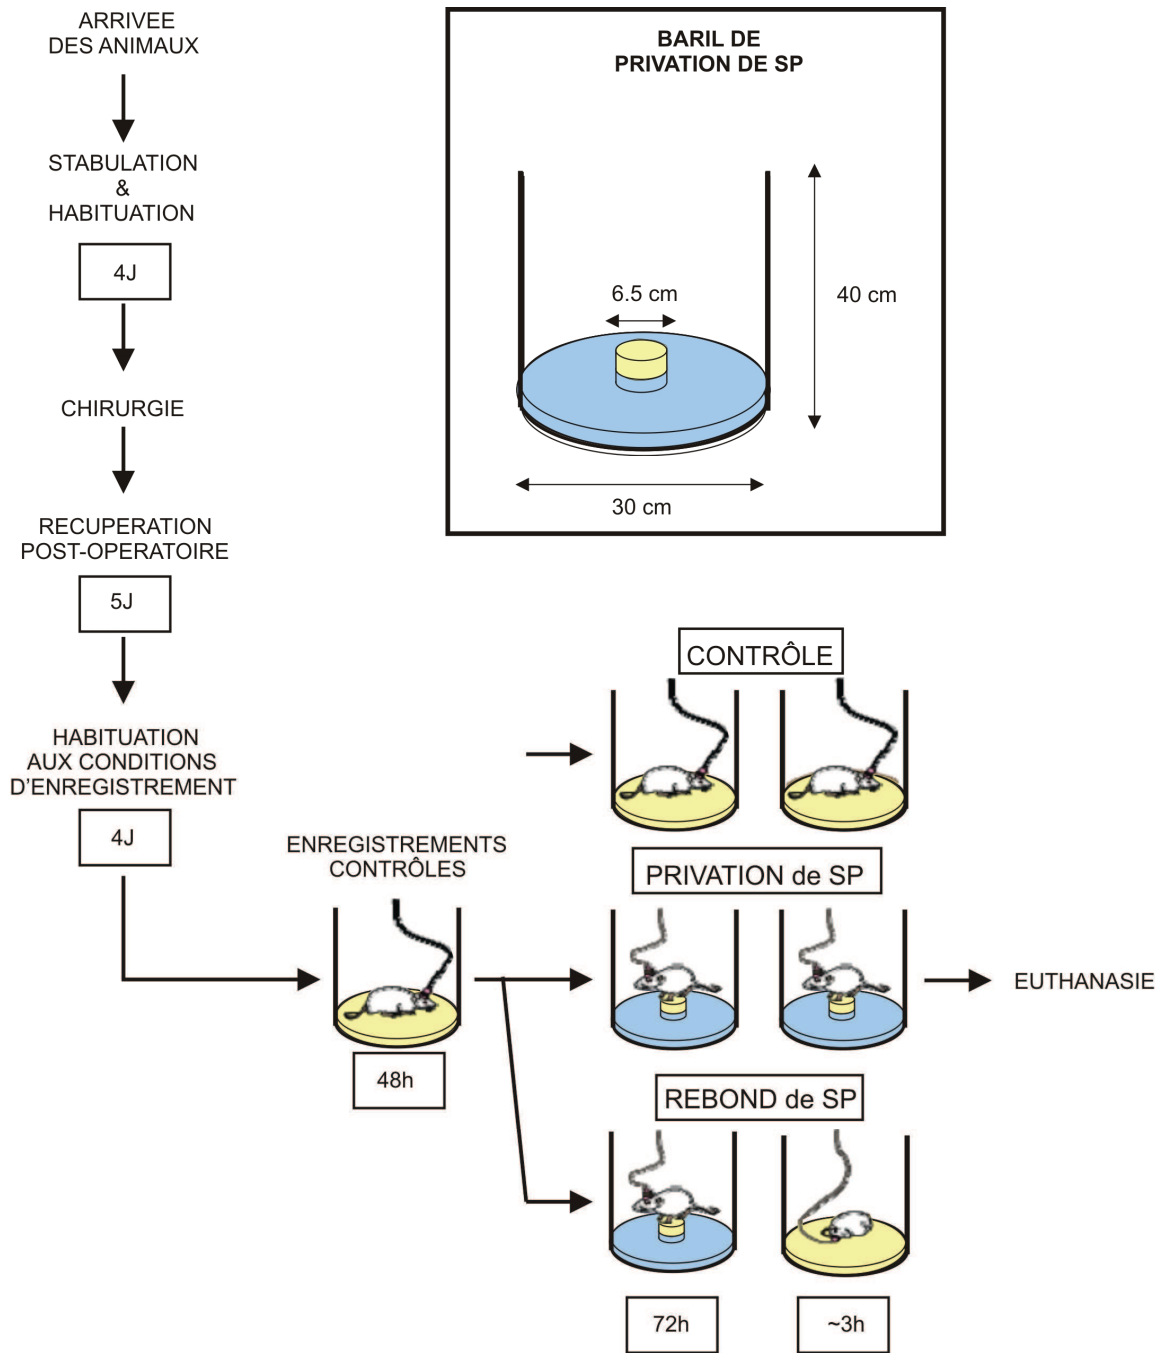 ARRIVEE
DES ANIMAUX
STABULATION
&
HABITUATION
4J
CHIRURGIE
RECUPERATION
POST-OPERATOIRE
5J
HABITUATION
AUX CONDITIONS
D'ENREGISTREMENT
4J
BARIL DE
PRIVATION DE SP
6.5 cm
40 cm
30 cm
ENREGISTREMENTS
CONTRÔLES
48h
CONTRÔLE
PRIVATION de SP
EUTHANASIE
REBOND de SP
72h
~3h